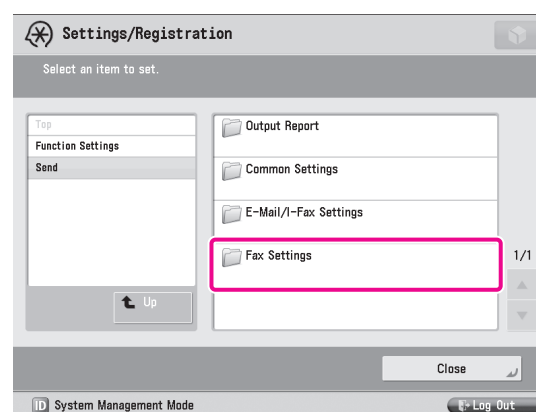 Settings/Registration
Select an item to set.
Top
Function Settings
Send
Up
Output Report
Common Settings
E-Mail/I-Fax Settings
Fax Settings
1/1
Close
ID System Management Mode
Log Out